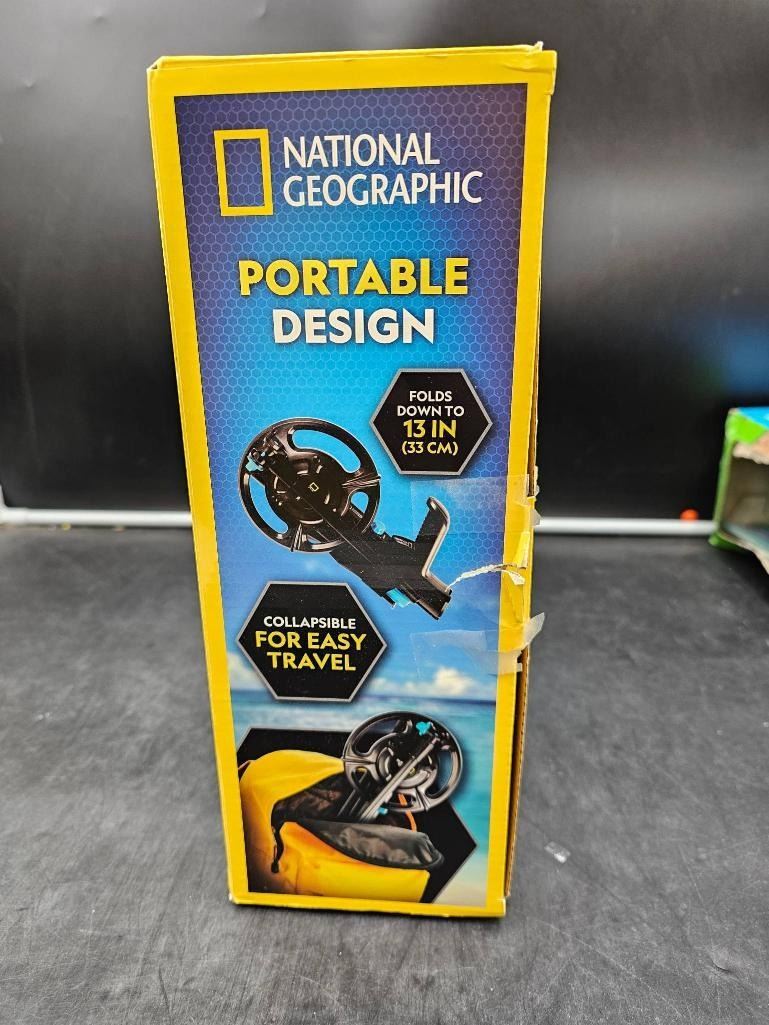 NATIONAL
GEOGRAPHIC
PORTABLE
DESIGN
FOLDS
DOWN TO
13 IN
(33 CM)
COLLAPSIBLE
FOR EASY
TRAVEL